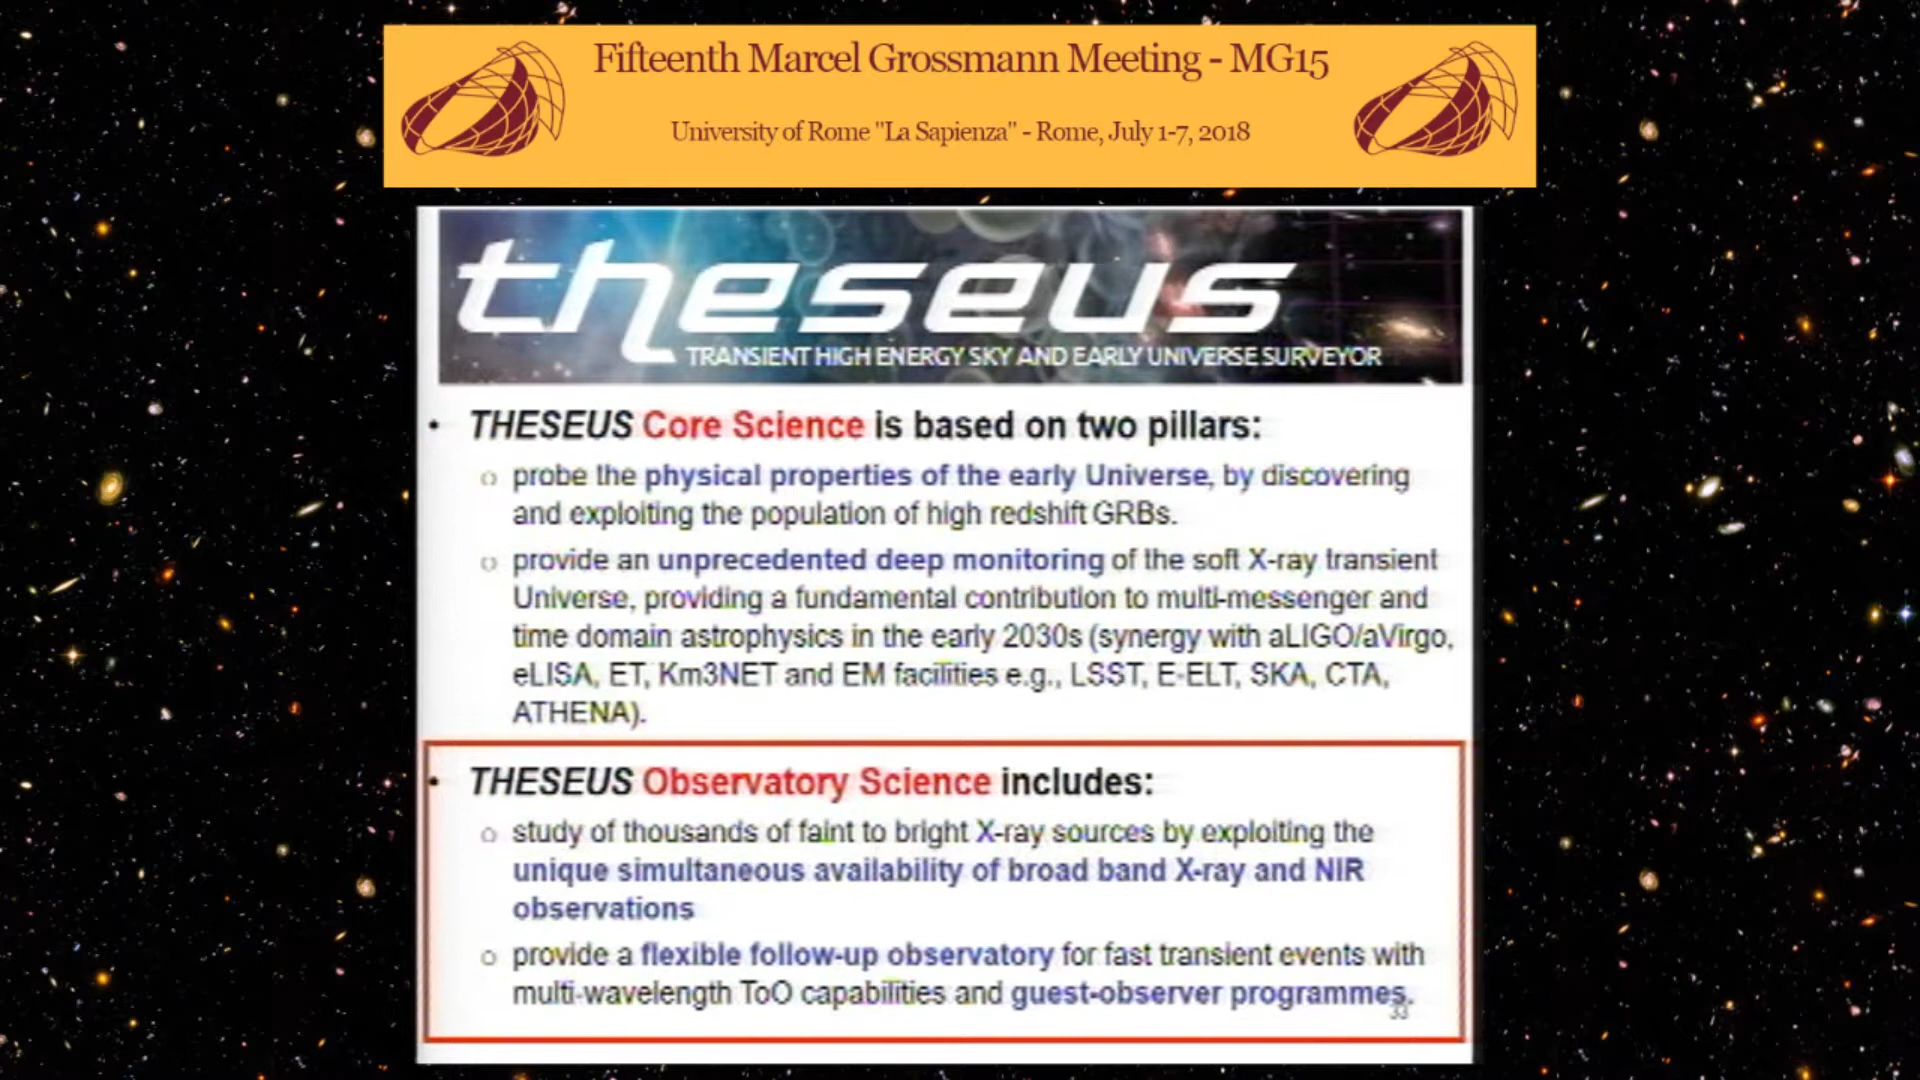 Fifteenth Marcel Grossmann Meeting - MG15
University of Rome "La Sapienza" - Rome, July 1-7, 2018
theseus
TRANSIENT HIGH ENERGY SKY AND EARLY UNIVERSE SURVEYOR
• THESEUS Core Science is based on two pillars:
o probe the physical properties of the early Universe, by discovering
and exploiting the population of high redshift GRBs.
o provide an unprecedented deep monitoring of the soft X-ray transient
Universe, providing a fundamental contribution to multi-messenger and
time domain astrophysics in the early 2030s (synergy with aLIGO/aVirgo,
eLISA, ET, Km3NET and EM facilities e.g., LSST, E-ELT, SKA, CTA,
ATHENA).
• THESEUS Observatory Science includes:
o study of thousands of faint to bright X-ray sources by exploiting the
unique simultaneous availability of broad band X-ray and NIR
observations
o provide a flexible follow-up observatory for fast transient events with
multi-wavelength ToO capabilities and guest-observer programmes.
33